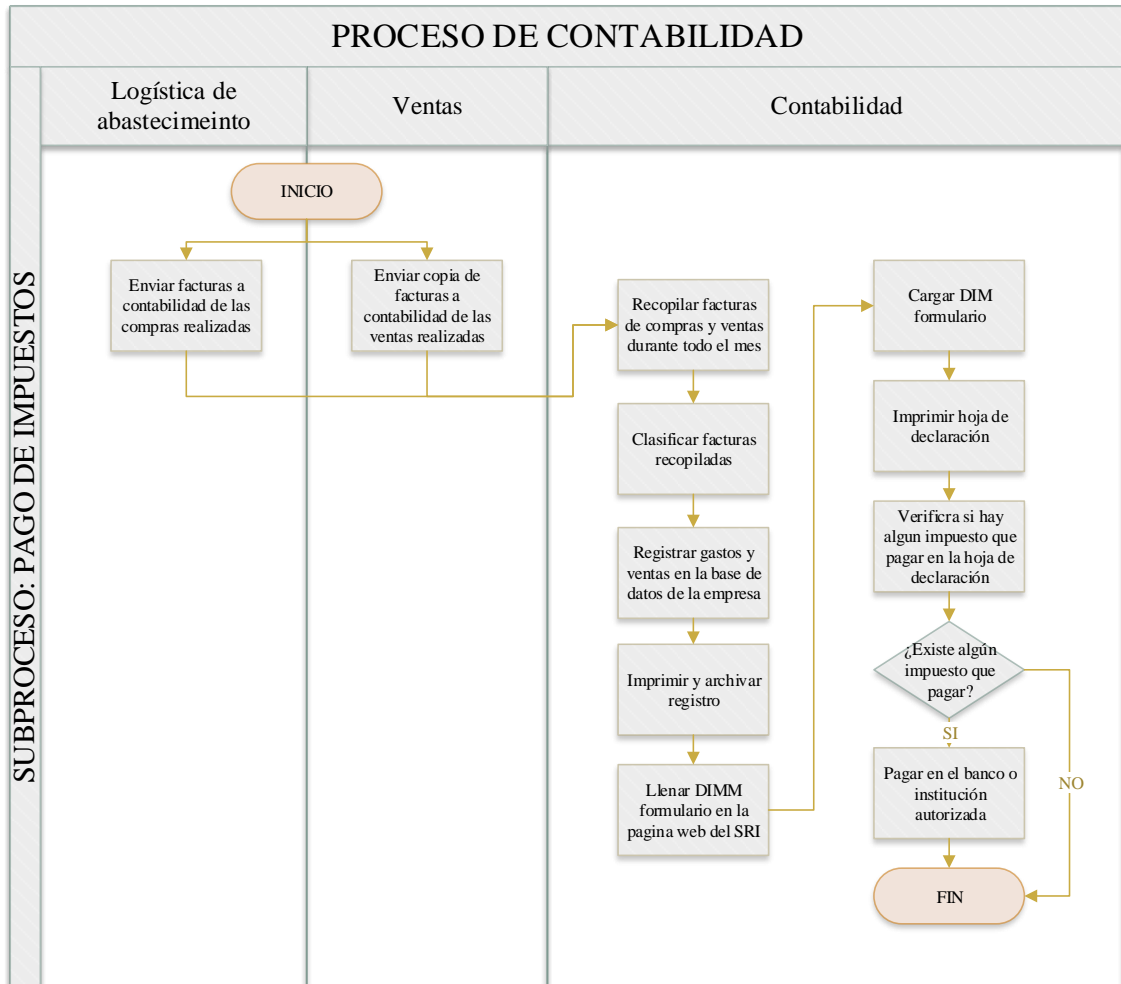 PROCESO DE CONTABILIDAD
SUBPROCESO: PAGO DE IMPUESTOS
Logística de
abastecimeinto
Ventas
Contabilidad
INICIO
Enviar facturas a
contabilidad de las
compras realizadas
Enviar copia de
facturas a
contabilidad de las
ventas realizadas
Recopilar facturas
de compras y ventas
durante todo el mes
Clasificar facturas
recopiladas
Registrar gastos y
ventas en la base de
datos de la empresa
Imprimir y archivar
registro
Llenar DIMM
formulario en la
pagina web del SRI
Cargar DIM
formulario
Imprimir hoja de
declaración
Verificra si hay
algun impuesto que
pagar en la hoja de
declaración
¿Existe algún
impuesto que
pagar?
SI
NO
Pagar en el banco o
institución
autorizada
FIN